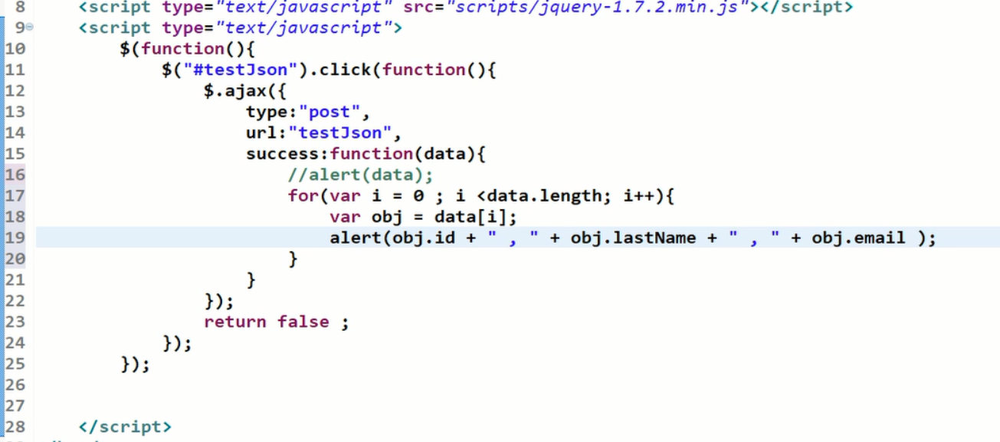 8 <script type="text/javascript" src="scripts/jquery-1.7.2.min.js"></script>
9 <script type="text/javascript">
10 $(function(){
11 $("#testJson").click(function(){
12 $.ajax({
13 type:"post",
14 url:"testJson",
15 success:function(data){
16 //alert(data);
17 for(var i = 0 ; i <data.length; i++){
18 var obj = data[i];
19 alert(obj.id + " , " + obj.lastName + " , " + obj.email );
20 }
21 }
22 });
23 return false ;
24 });
25 });
26
27
28 </script>